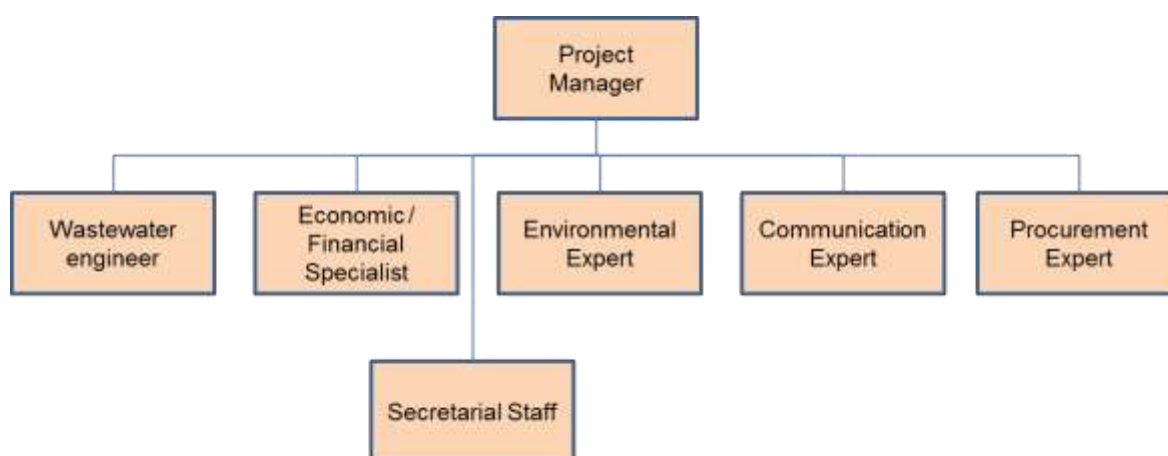 Project
Manager
Wastewater
engineer
Economic /
Financial
Specialist
Environmental
Expert
Communication
Expert
Procurement
Expert
Secretarial Staff